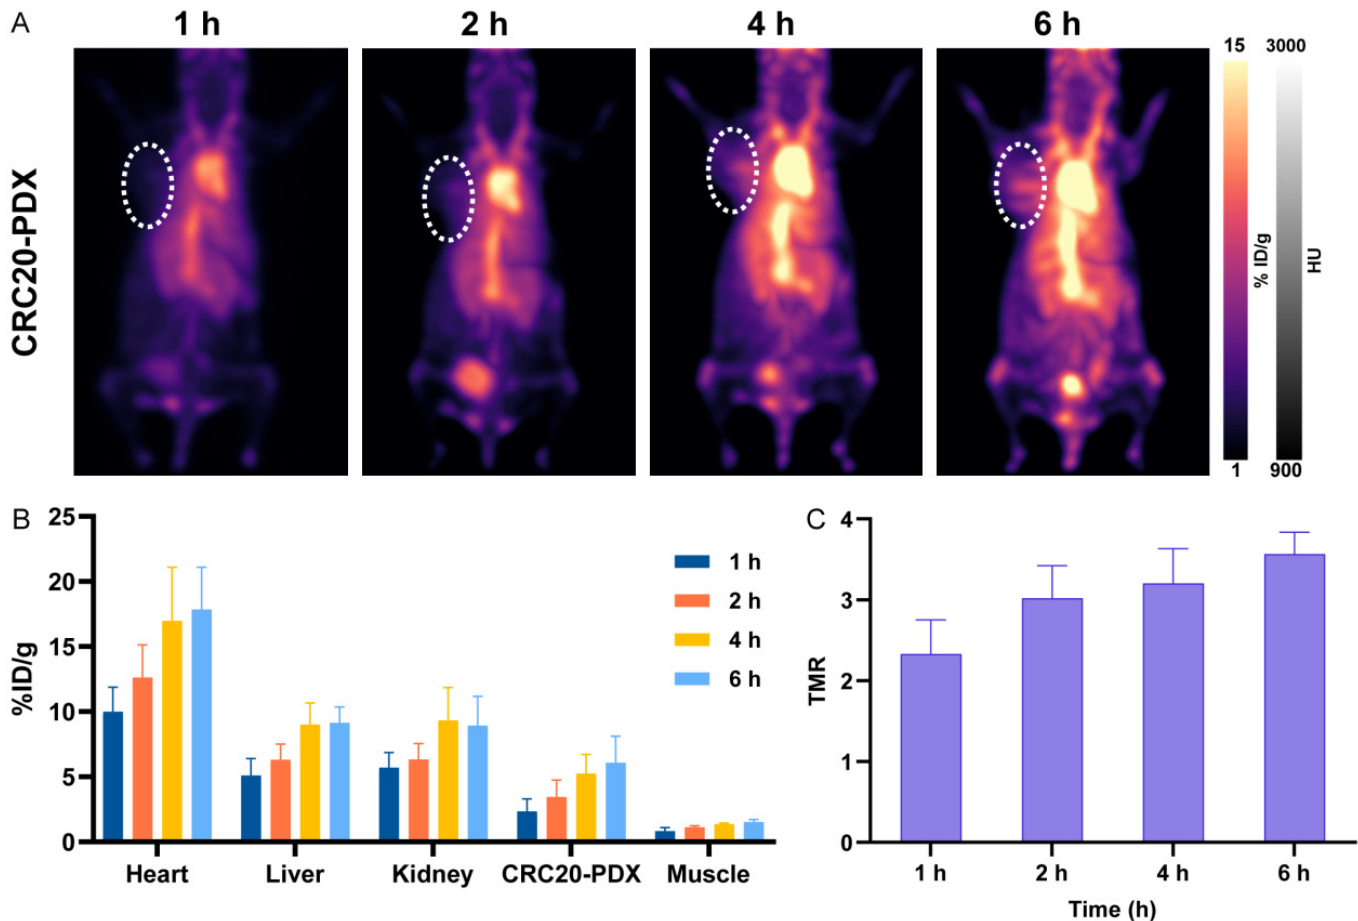 A
1 h
2 h
4 h
6 h
CRC20-PDX
15
3000
% ID/g
HU
1
900
B
25
20
15
10
5
0
%ID/g
1 h
2 h
4 h
6 h
Heart
Liver
Kidney
CRC20-PDX
Muscle
C
4
3
2
1
0
TMR
1 h
2 h
4 h
6 h
Time (h)